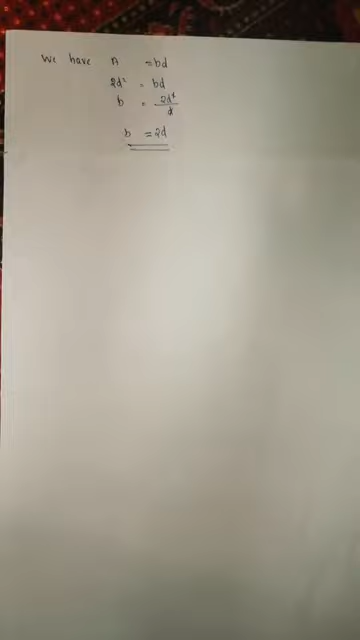 We have A = bd
2d² = bd
b = 2d²/d
b = 2d